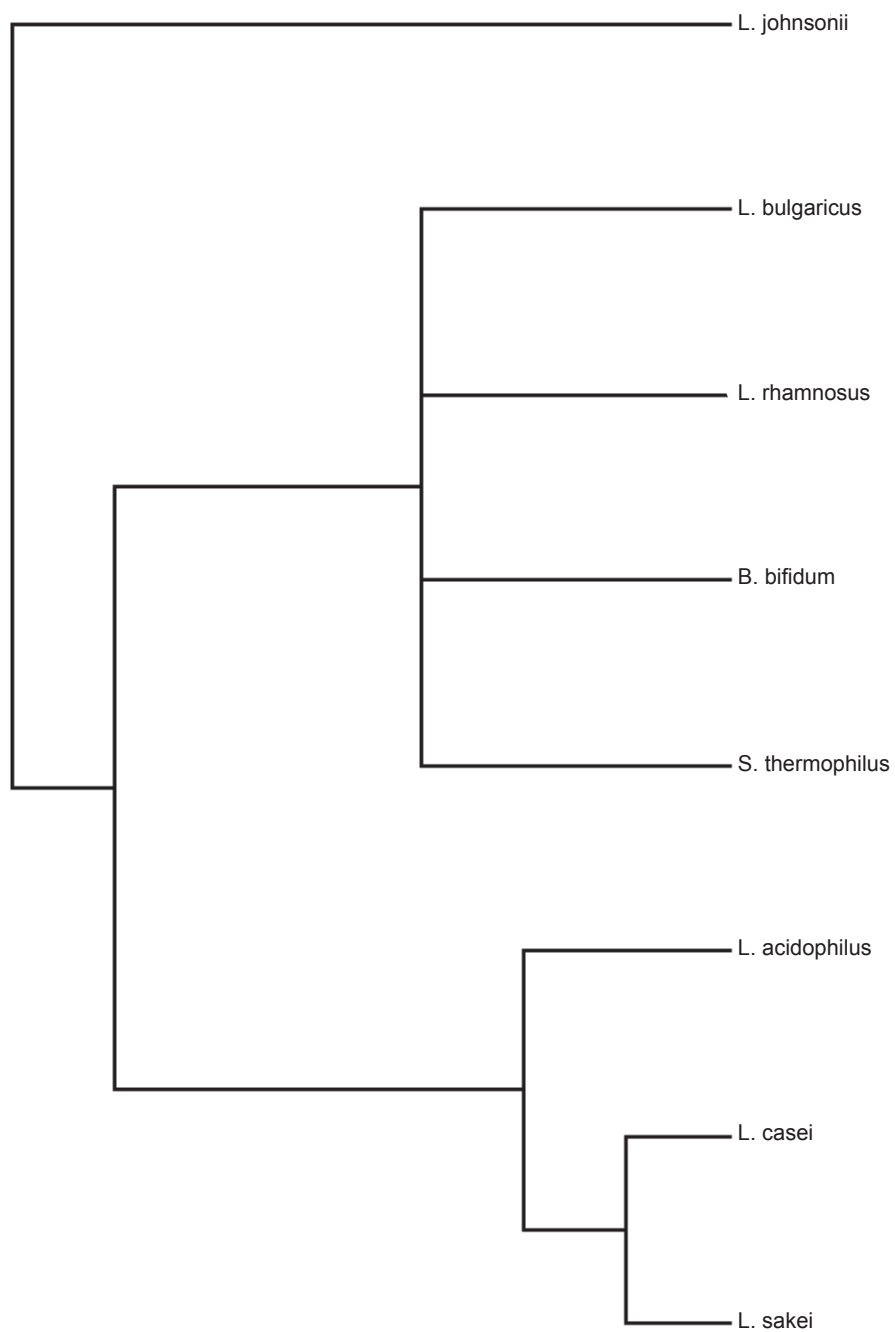 L. johnsonii
L. bulgaricus
L. rhamnosus
B. bifidum
S. thermophilus
L. acidophilus
L. casei
L. sakei